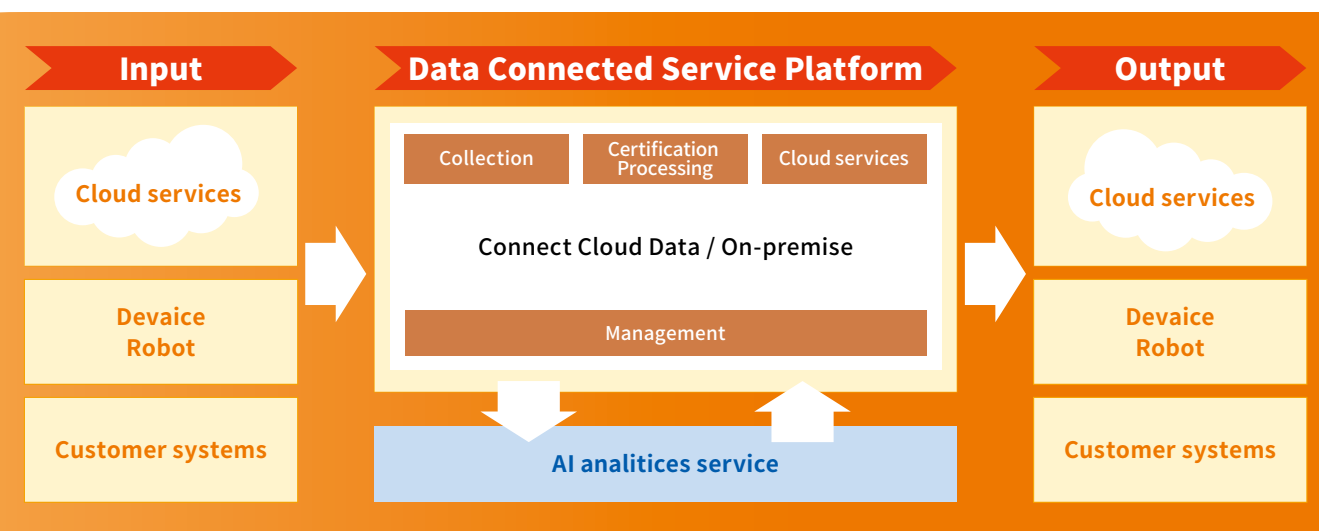 Input
Cloud services
Devaice
Robot
Customer systems
Data Connected Service Platform
Collection
Certification
Processing
Cloud services
Connect Cloud Data / On-premise
Management
AI analitices service
Output
Cloud services
Devaice
Robot
Customer systems